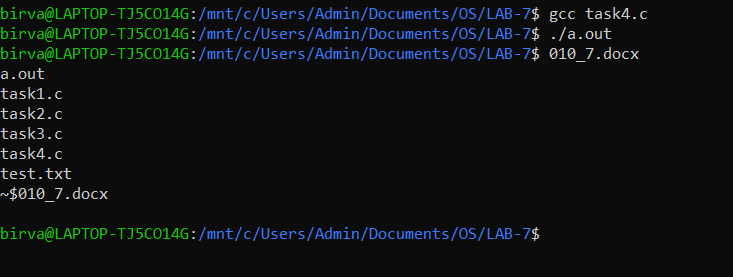 birva@LAPTOP-TJ5CO14G:/mnt/c/Users/Admin/Documents/OS/LAB-7$ gcc task4.c
birva@LAPTOP-TJ5CO14G:/mnt/c/Users/Admin/Documents/OS/LAB-7$ ./a.out
birva@LAPTOP-TJ5CO14G:/mnt/c/Users/Admin/Documents/OS/LAB-7$ 010_7.docx
a.out
task1.c
task2.c
task3.c
task4.c
test.txt
~$010_7.docx
birva@LAPTOP-TJ5CO14G:/mnt/c/Users/Admin/Documents/OS/LAB-7$